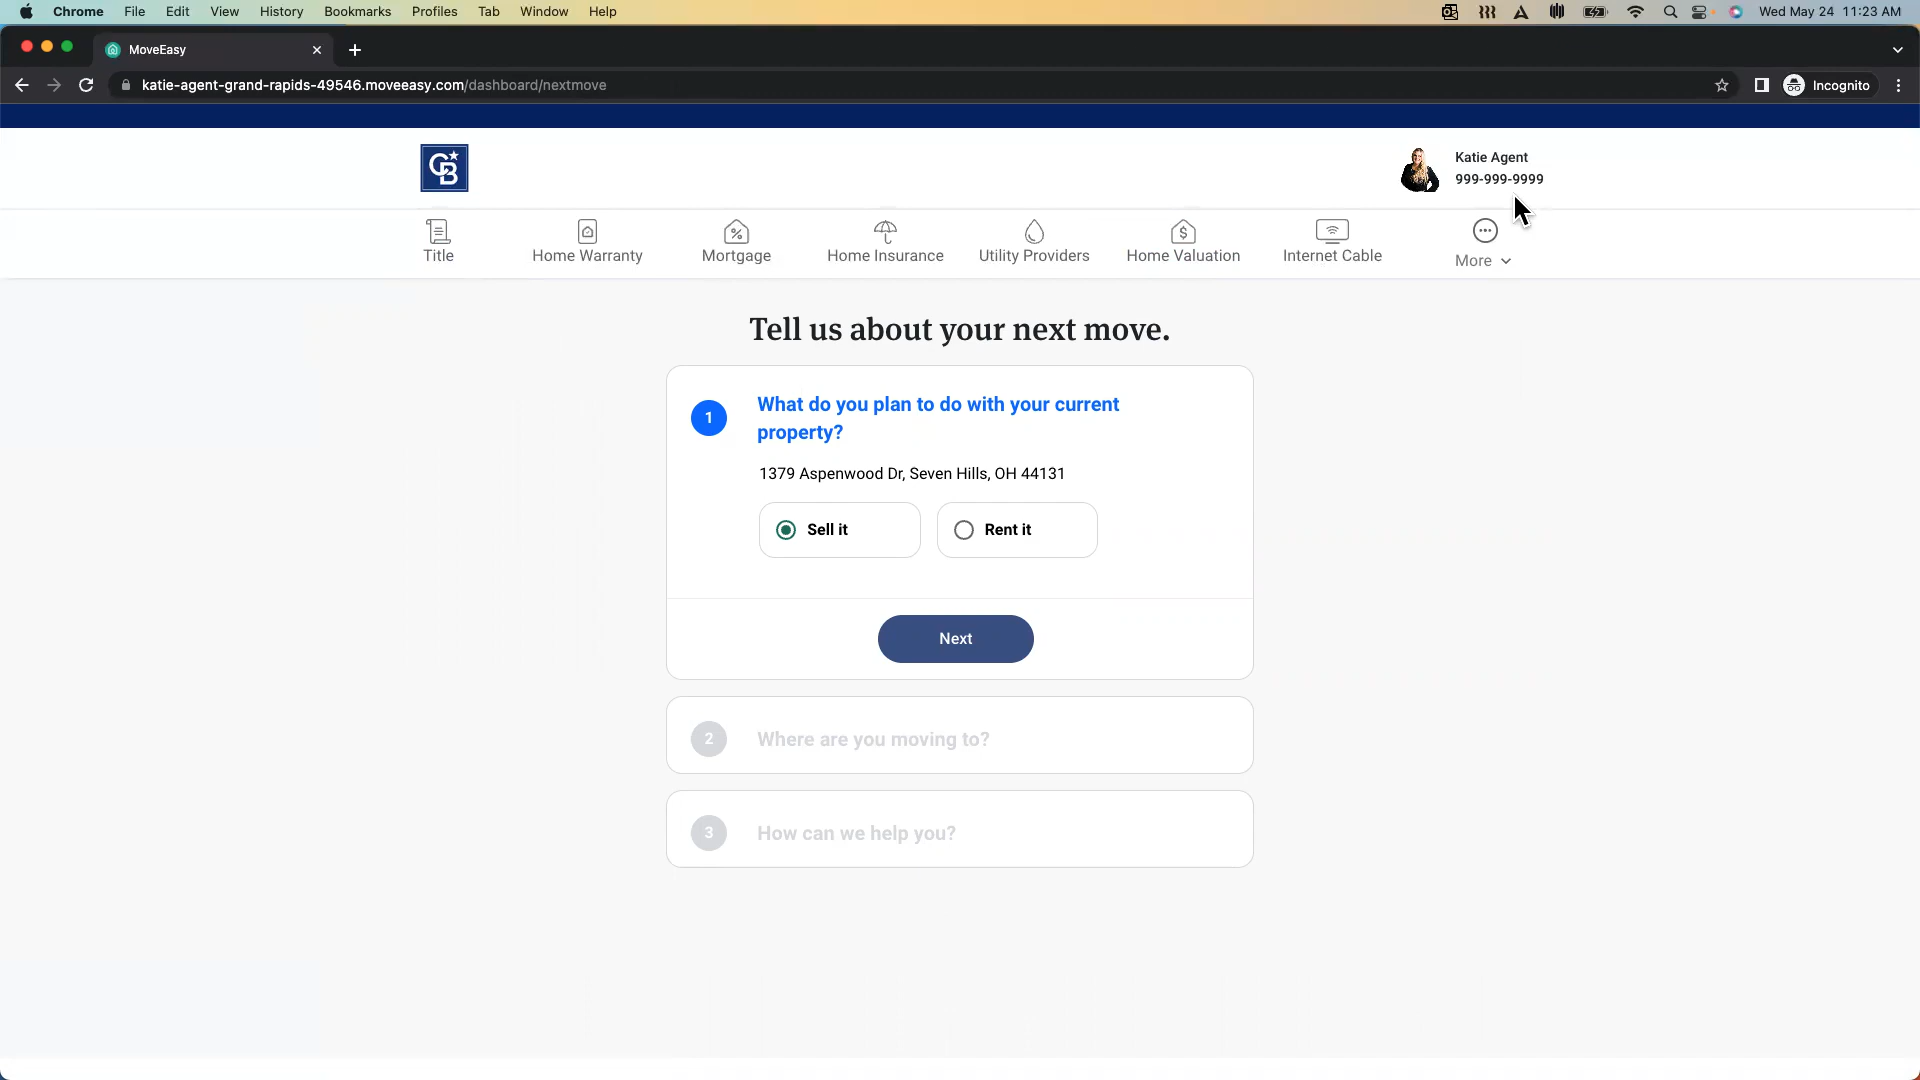 Chrome File Edit View History Bookmarks Profiles Tab Window Help Wed May 24 11:23 AM
MoveEasy
katie-agent-grand-rapids-49546.moveeasy.com/dashboard/nextmove Incognito
CB
Katie Agent
999-999-9999
Title Home Warranty Mortgage Home Insurance Utility Providers Home Valuation Internet Cable More
Tell us about your next move.
1 What do you plan to do with your current
property?
1379 Aspenwood Dr, Seven Hills, OH 44131
Sell it Rent it
Next
2 Where are you moving to?
3 How can we help you?